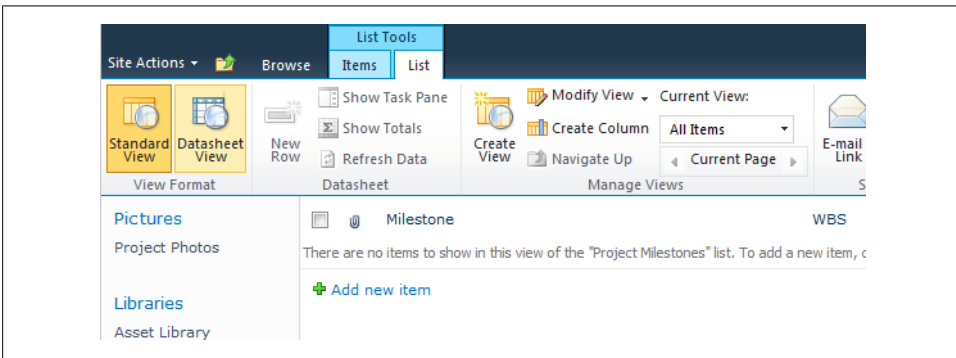 List Tools
Site Actions Browse Items List
Standard View
Datasheet View
View Format
New Row
Show Task Pane
Show Totals
Refresh Data
Datasheet
Create View
Modify View
Create Column
Navigate Up
Current View:
All Items
Current Page
Manage Views
E-mail Link
S
Pictures
Project Photos
Libraries
Asset Library
Milestone WBS
There are no items to show in this view of the "Project Milestones" list. To add a new item,
Add new item